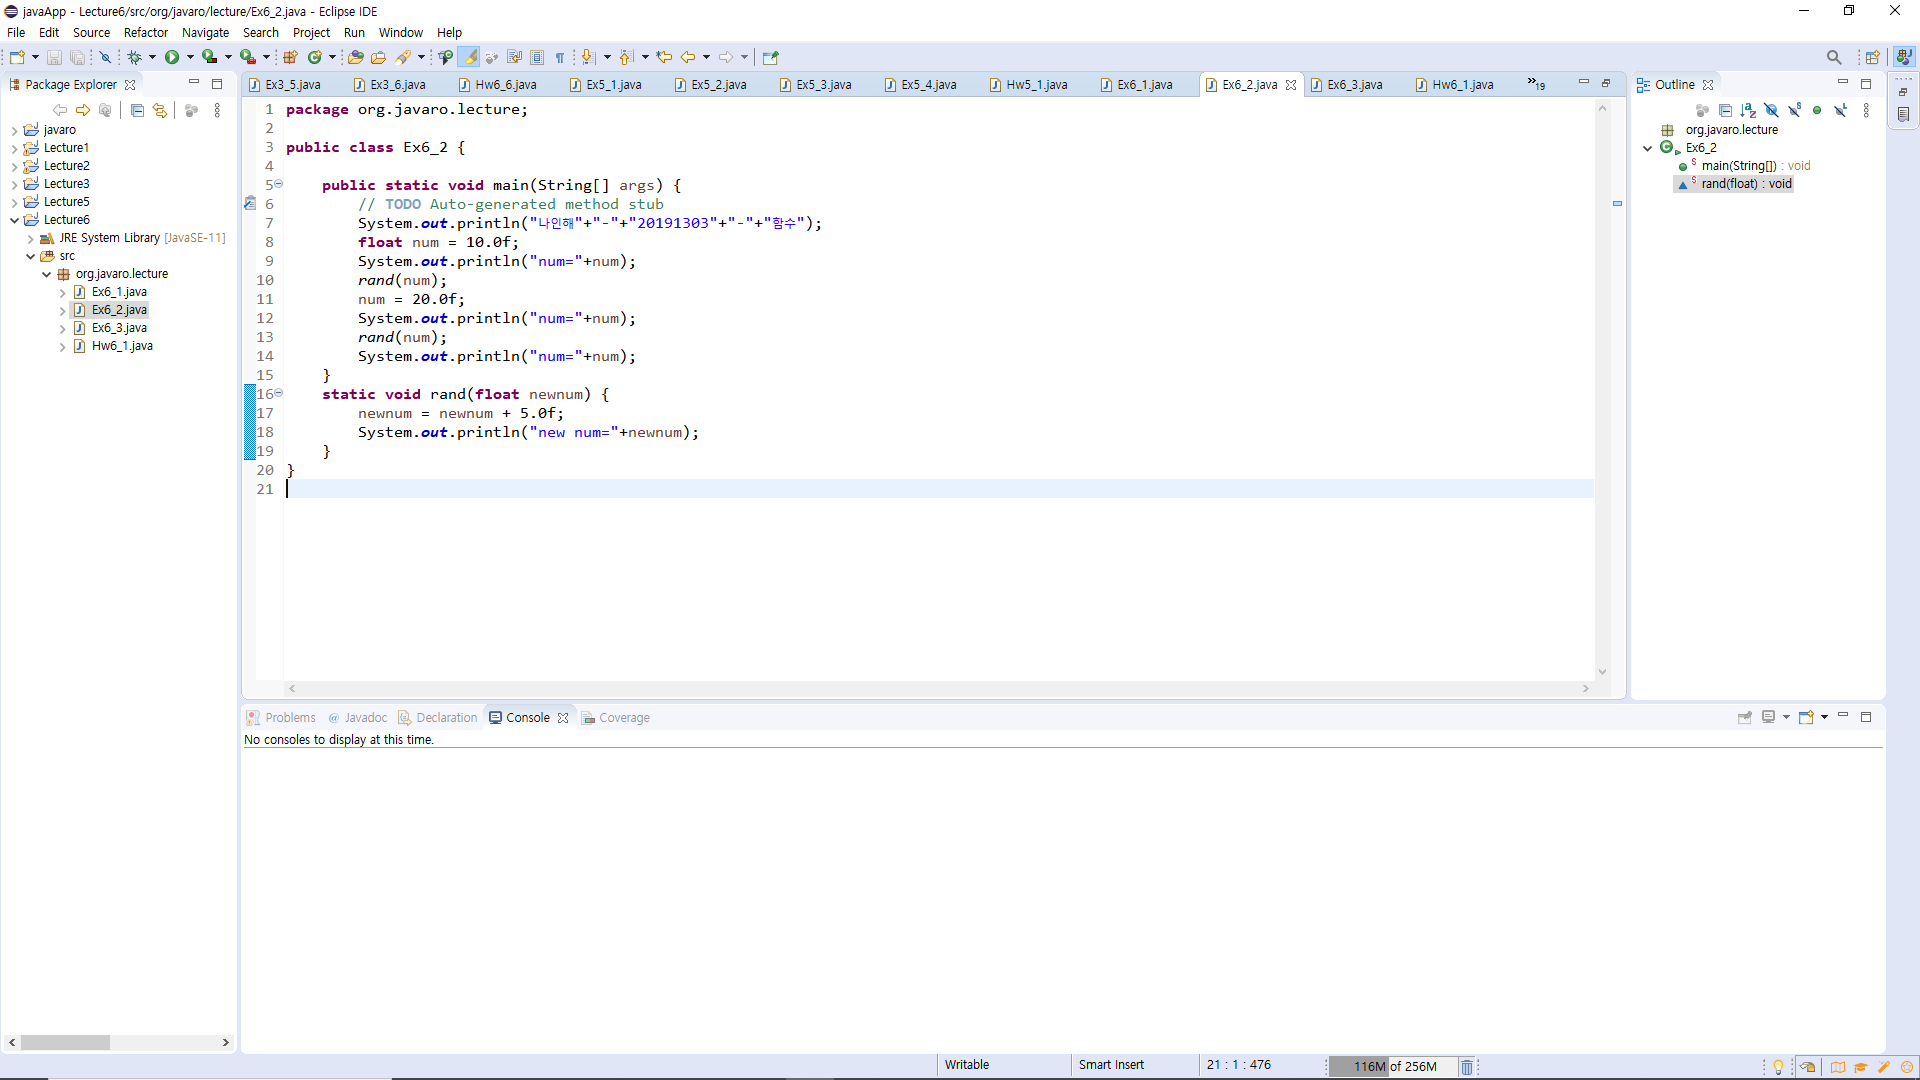 javaApp - Lecture6/src/org/javaro/lecture/Ex6_2.java - Eclipse IDE
File Edit Source Refactor Navigate Search Project Run Window Help
Package Explorer
javaro
Lecture1
Lecture2
Lecture3
Lecture5
Lecture6
JRE System Library [JavaSE-11]
src
org.javaro.lecture
Ex6_1.java
Ex6_2.java
Ex6_3.java
Hw6_1.java
Ex3_5.java Ex3_6.java Hw6_6.java Ex5_1.java Ex5_2.java Ex5_3.java Ex5_4.java Hw5_1.java Ex6_1.java Ex6_2.java Ex6_3.java Hw6_1.java »19
1 package org.javaro.lecture;
2
3 public class Ex6_2 {
4
5 public static void main(String[] args) {
6 // TODO Auto-generated method stub
7 System.out.println("나인해"+"-"+"20191303"+"-"+"함수");
8 float num = 10.0f;
9 System.out.println("num="+num);
10 rand(num);
11 num = 20.0f;
12 System.out.println("num="+num);
13 rand(num);
14 System.out.println("num="+num);
15 }
16 static void rand(float newnum) {
17 newnum = newnum + 5.0f;
18 System.out.println("new num="+newnum);
19 }
20 }
21
Outline
org.javaro.lecture
Ex6_2
main(String[]) : void
rand(float) : void
Problems @ Javadoc Declaration Console Coverage
No consoles to display at this time.
Writable Smart Insert 21 : 1 : 476 116M of 256M